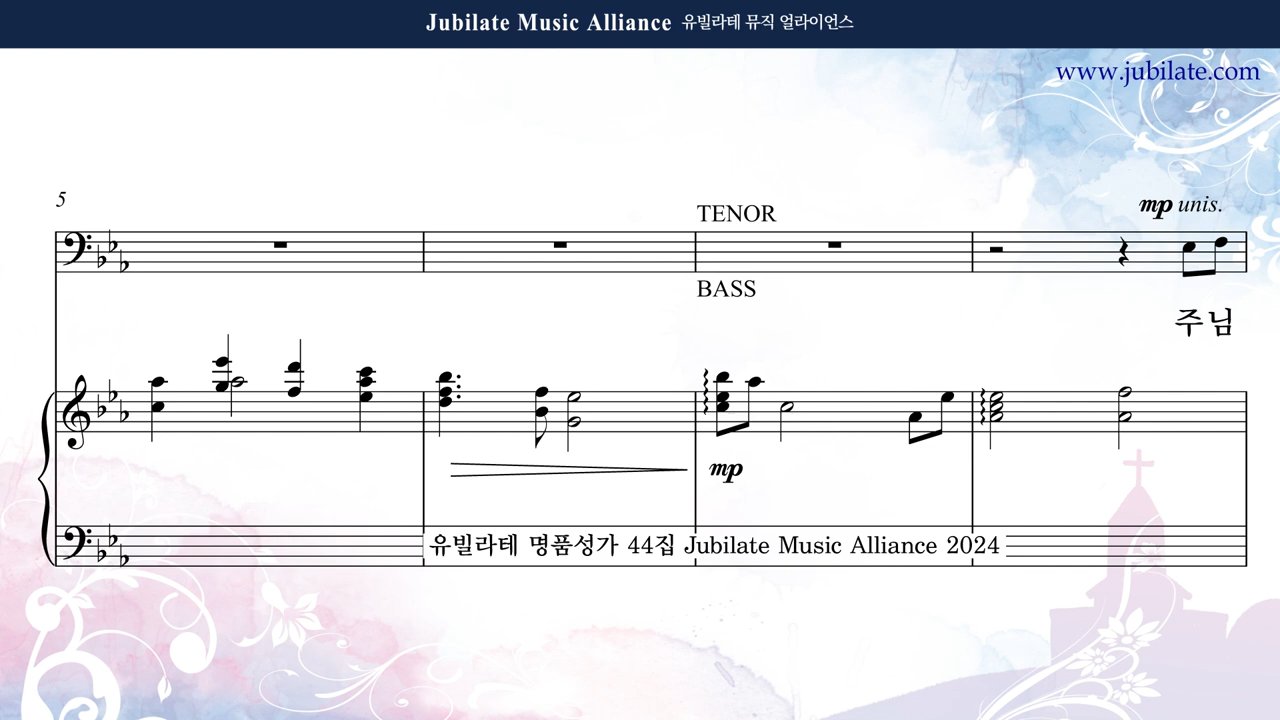 Jubilate Music Alliance 유빌라테 뮤직 얼라이언스
www.jubilate.com
5
TENOR
mp unis.
BASS
주님
mp
유빌라테 명품성가 44집 Jubilate Music Alliance 2024